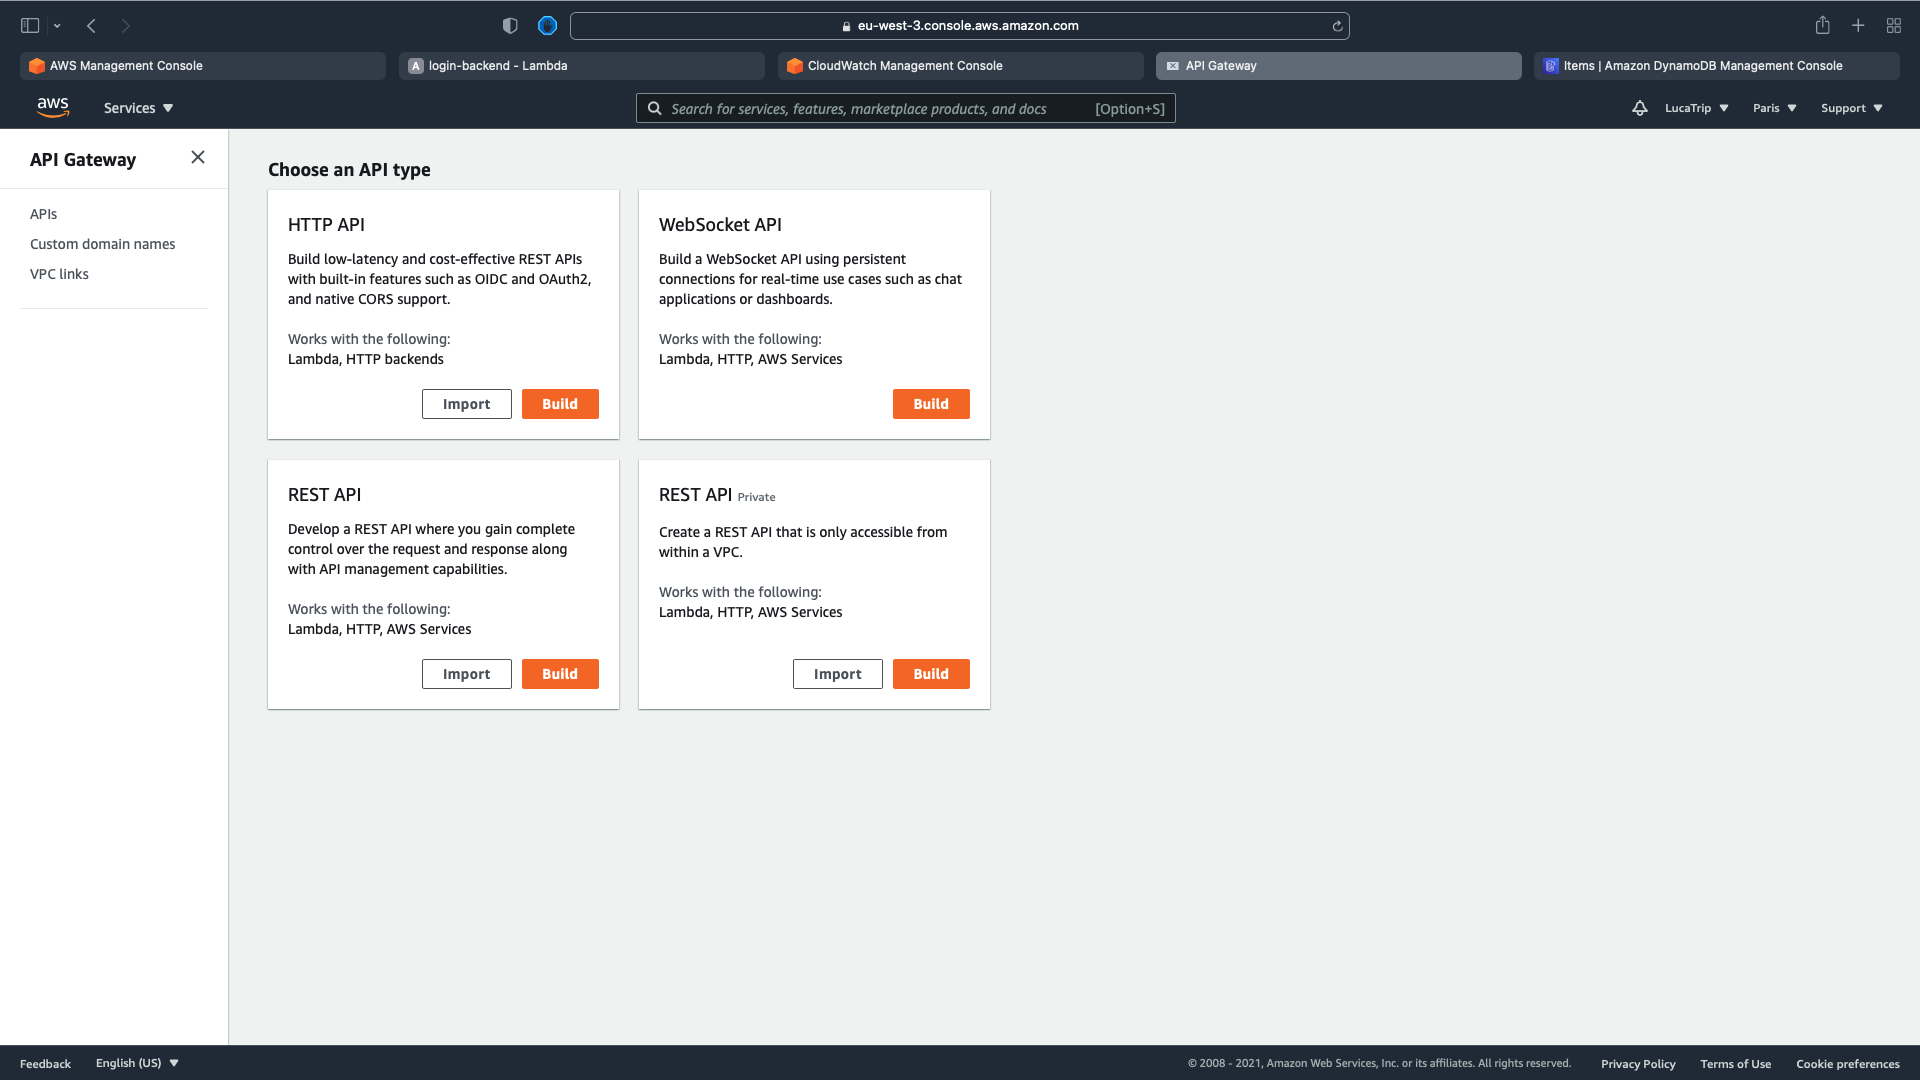 eu-west-3.console.aws.amazon.com
AWS Management Console
A login-backend - Lambda
CloudWatch Management Console
API Gateway
Items | Amazon DynamoDB Management Console
aws
Services
Search for services, features, marketplace products, and docs [Option+S]
LucaTrip
Paris
Support
API Gateway
APIs
Custom domain names
VPC links
Choose an API type
HTTP API
Build low-latency and cost-effective REST APIs
with built-in features such as OIDC and OAuth2,
and native CORS support.
Works with the following:
Lambda, HTTP backends
Import
Build
WebSocket API
Build a WebSocket API using persistent
connections for real-time use cases such as chat
applications or dashboards.
Works with the following:
Lambda, HTTP, AWS Services
Build
REST API
Develop a REST API where you gain complete
control over the request and response along
with API management capabilities.
Works with the following:
Lambda, HTTP, AWS Services
Import
Build
REST API Private
Create a REST API that is only accessible from
within a VPC.
Works with the following:
Lambda, HTTP, AWS Services
Import
Build
Feedback
English (US)
© 2008 - 2021, Amazon Web Services, Inc. or its affiliates. All rights reserved.
Privacy Policy
Terms of Use
Cookie preferences